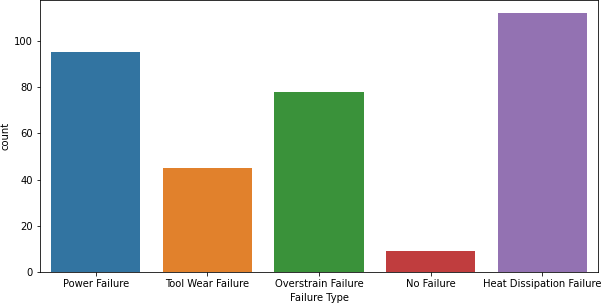 count
100
80
60
40
20
0
Power Failure
Tool Wear Failure
Overstrain Failure
No Failure
Heat Dissipation Failure
Failure Type